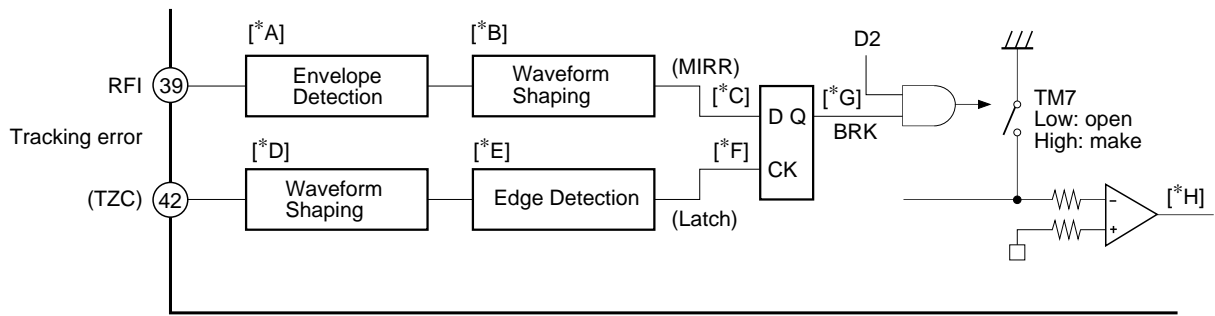 [*A]
[*B]
D2
RFI
39
Envelope
Detection
Waveform
Shaping
(MIRR)
[*C]
D Q
[*G]
BRK
TM7
Low: open
High: make
Tracking error
[*D]
[*E]
[*F]
CK
(TZC)
42
Waveform
Shaping
Edge Detection
(Latch)
−
+
[*H]